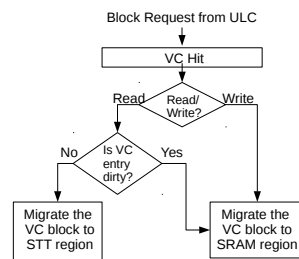 Block Request from ULC
VC Hit
Read/
Write?
Read
Write
Is VC
entry
dirty?
No
Yes
Migrate the
VC block to
STT region
Migrate the
VC block to
SRAM region